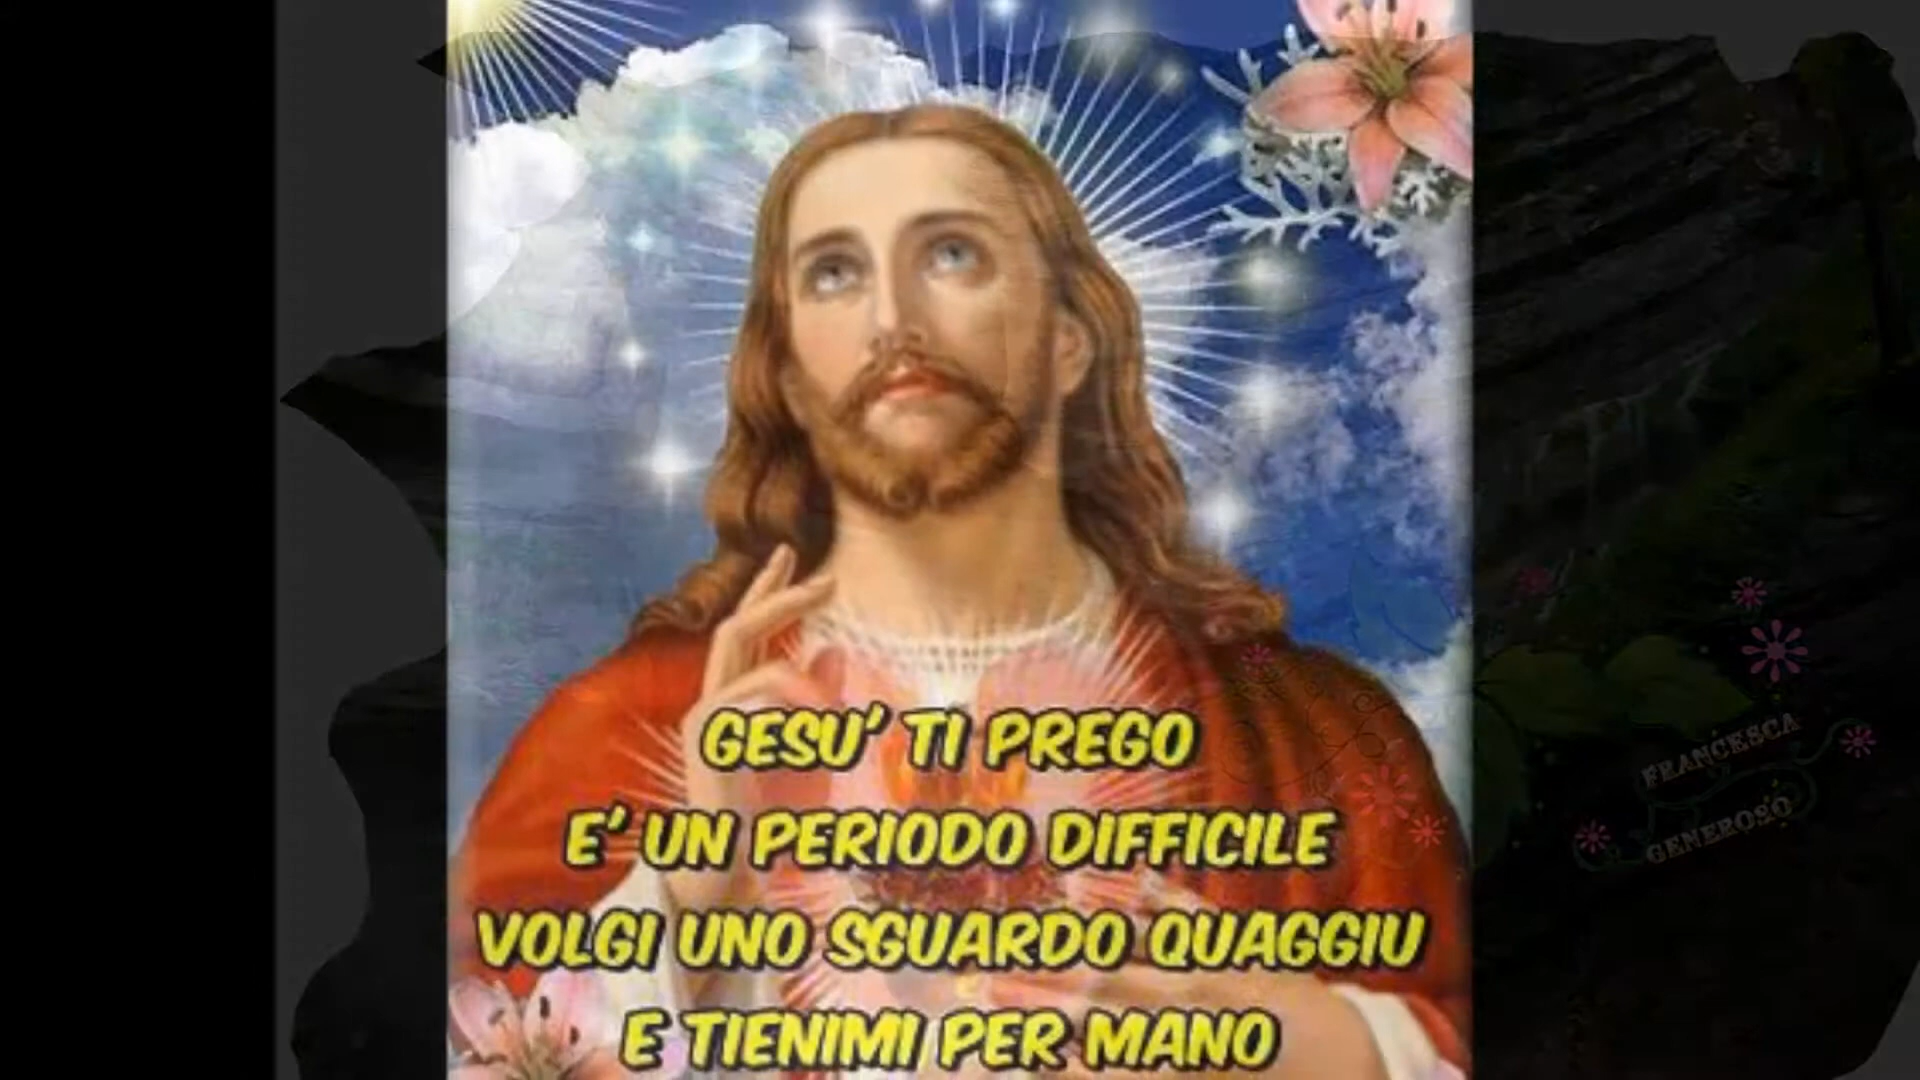 GESU' TI PREGO
E' UN PERIODO DIFFICILE
VOLGI UNO SGUARDO QUAGGIU
E TIENIMI PER MANO
FRANCESCA
GENEROSO